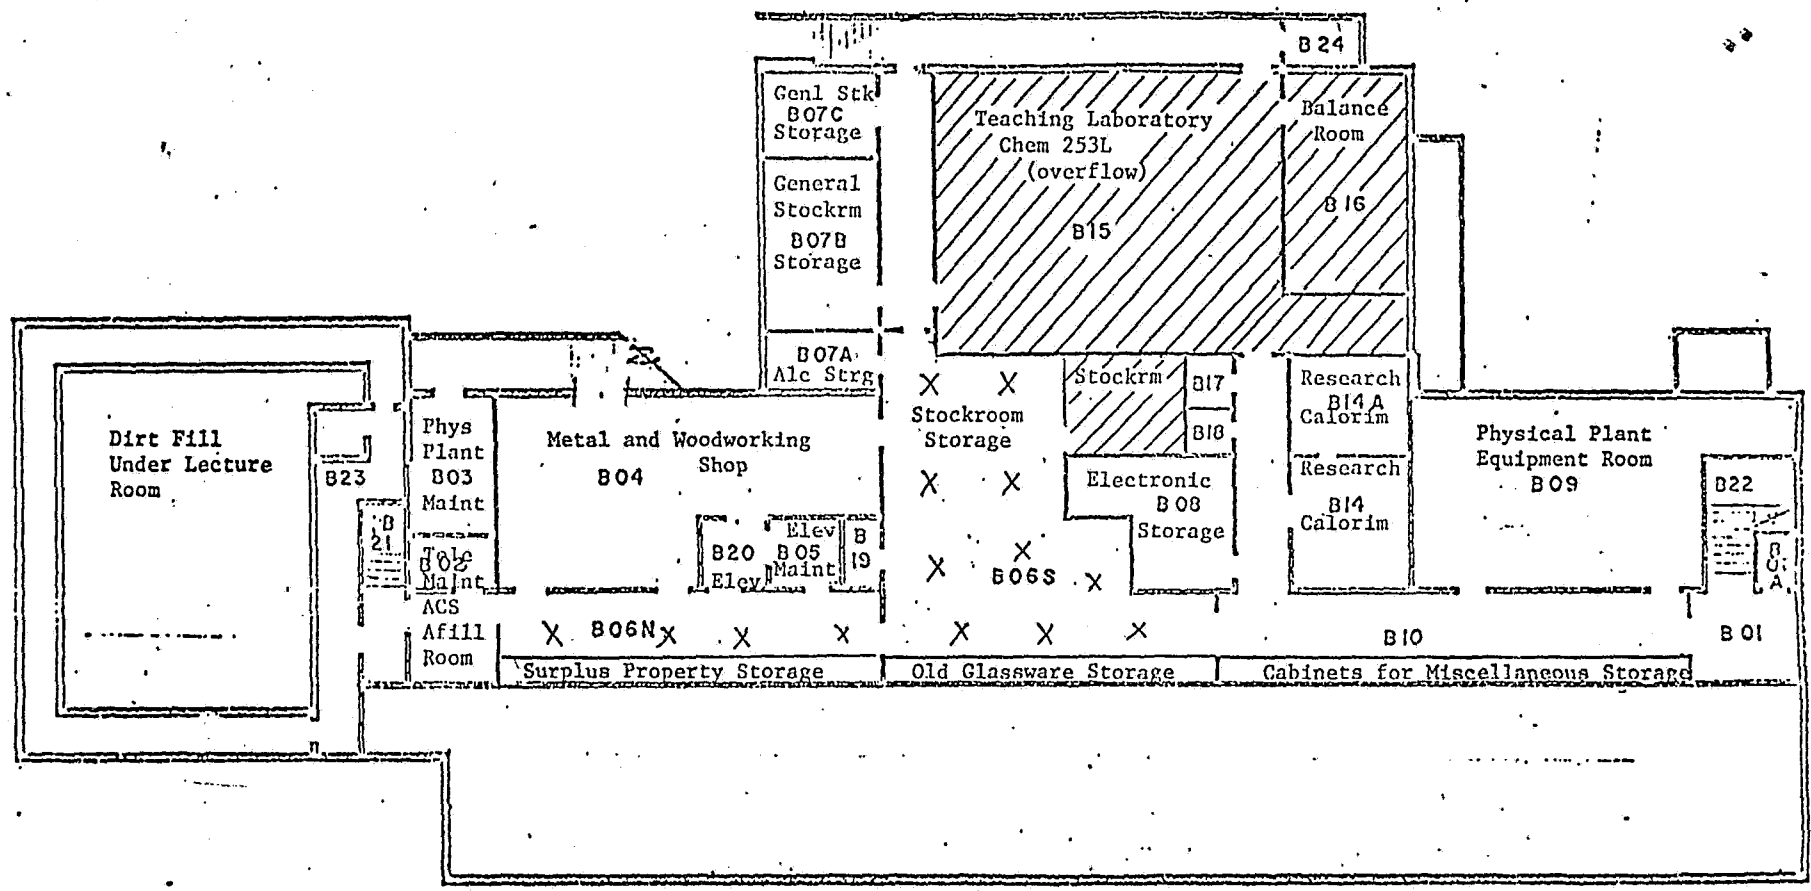 B24
Genl Stk
B07C
Storage
General
Stockrm
B07B
Storage
B07A
Alc Strg
Teaching Laboratory
Chem 253L
(overflow)
B15
Balance
Room
B16
Dirt Fill
Under Lecture
Room
B23
B
21
Phys
Plant
B03
Maint
Tele
B02
Maint
ACS
Afill
Room
Metal and Woodworking
Shop
B04
B20
Elev
Elev
B05
Maint
B
19
X X
Stockroom
Storage
X X
X
X B06S X
Stockrm
B17
B18
Electronic
B08
Storage
Research
B14A
Calorim
Research
B14
Calorim
Physical Plant
Equipment Room
B09
B22
X B06N X X X
X X X
B10
B01
Surplus Property Storage
Old Glassware Storage
Cabinets for Miscellaneous Storage